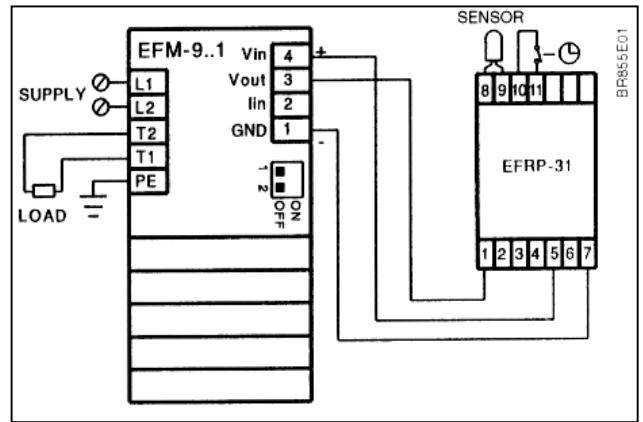 SENSOR
BR855E01
EFM-9..1
Vin 4 +
Vout 3
Iin 2
GND 1 -
SUPPLY
L1
L2
T2
T1
PE
LOAD
1 2
ON
OFF
8 9 10 11
EFRP-31
1 2 3 4 5 6 7